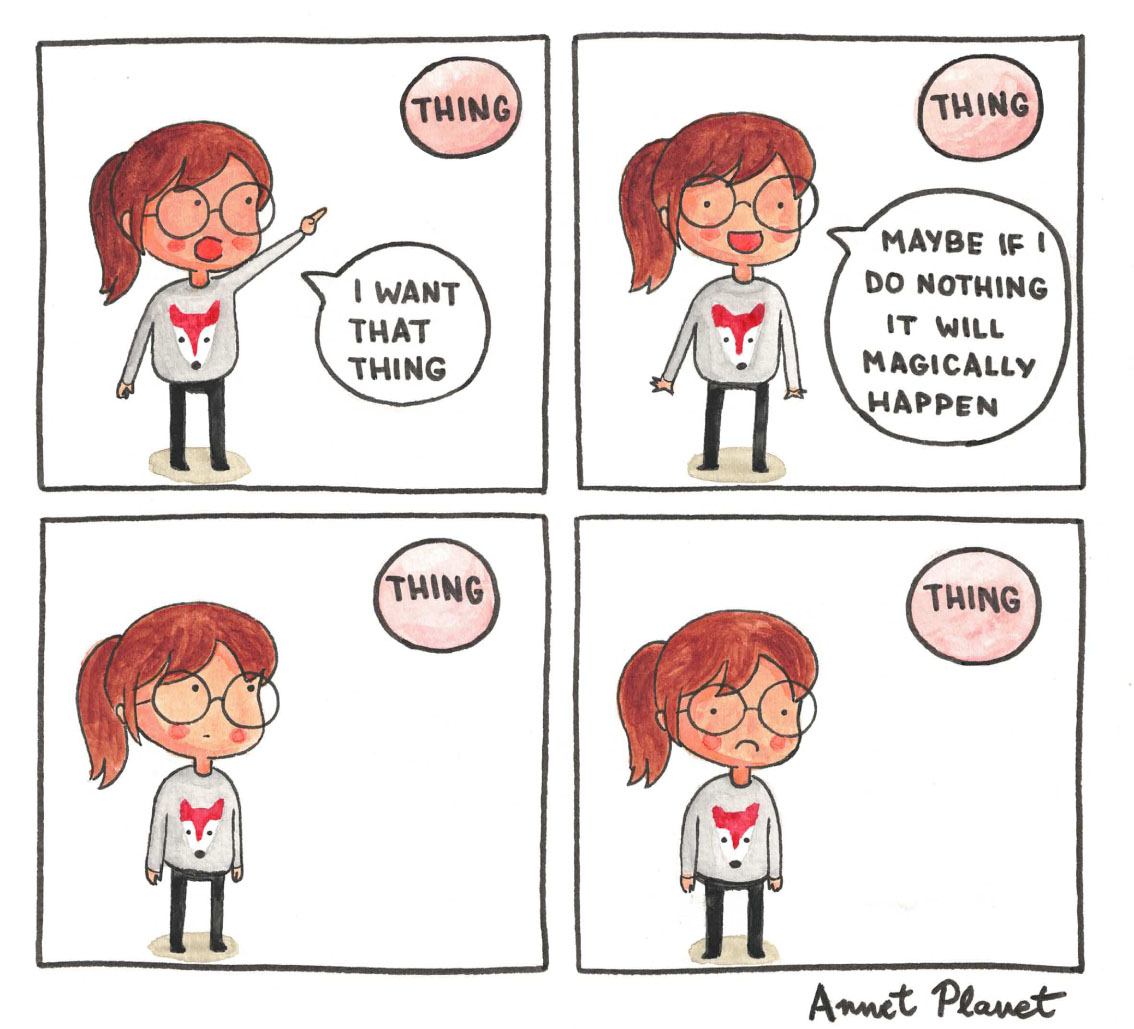 THING
I WANT
THAT
THING
THING
MAYBE IF I
DO NOTHING
IT WILL
MAGICALLY
HAPPEN
THING
THING
Annet Planet